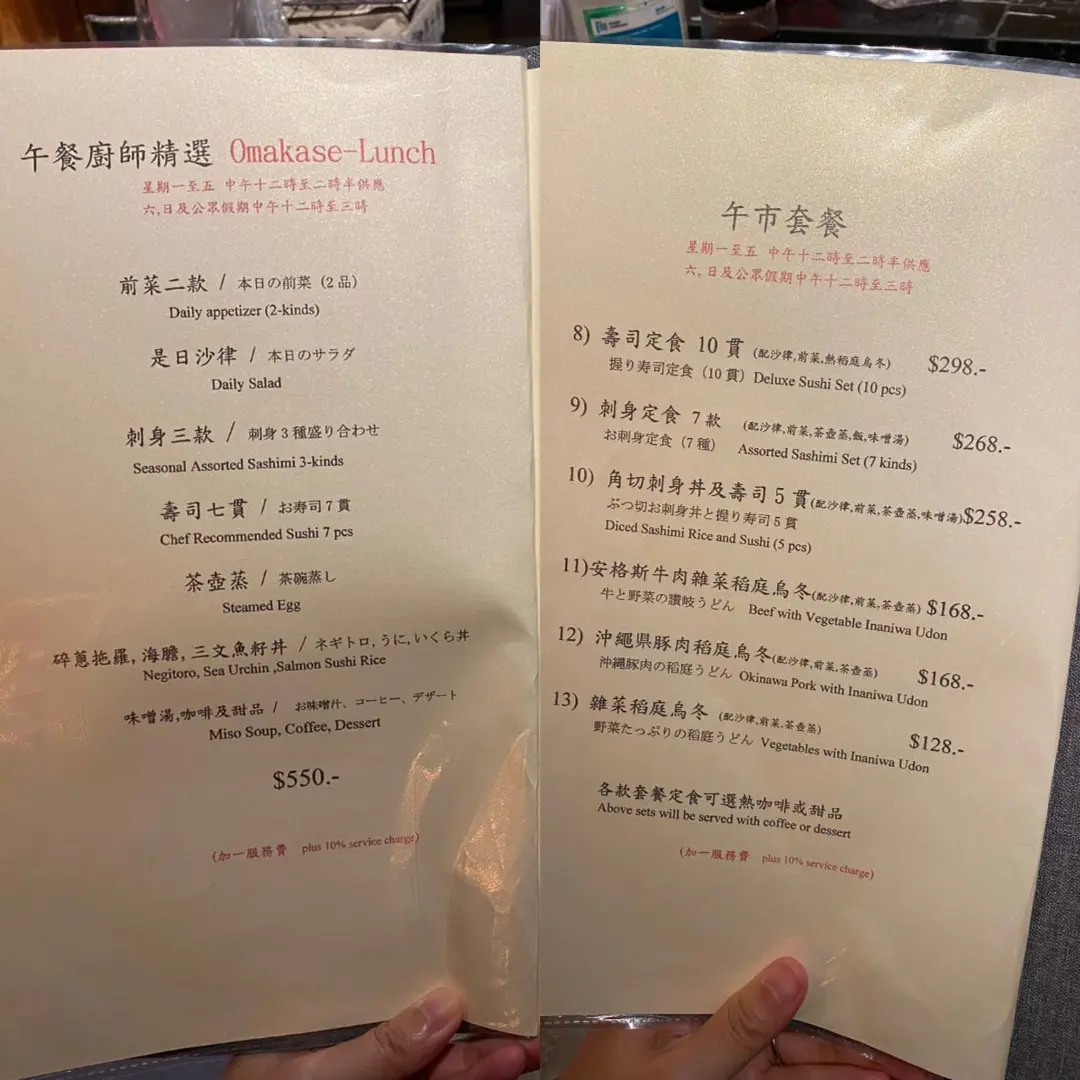 午餐廚師精選 Omakase-Lunch
星期一至五 中午十二時至二時半供應
六,日及公眾假期中午十二時至三時
前菜二款 / 本日の前菜 (2品)
Daily appetizer (2-kinds)
是日沙律 / 本日のサラダ
Daily Salad
刺身三款 / 刺身3種盛り合わせ
Seasonal Assorted Sashimi 3-kinds
壽司七貫 / お寿司7貫
Chef Recommended Sushi 7 pcs
茶壺蒸 / 茶碗蒸し
Steamed Egg
碎蔥拖羅, 海膽, 三文魚籽丼 / ネギトロ, うに, いくら丼
Negitoro, Sea Urchin ,Salmon Sushi Rice
味噌湯,咖啡及甜品 / お味噌汁、コーヒー、デザート
Miso Soup, Coffee, Dessert
$550.-
(加一服務費 plus 10% service charge)
午市套餐
星期一至五 中午十二時至二時半供應
六, 日及公眾假期中午十二時至三時
8) 壽司定食 10 貫 (配沙律,前菜,熱稻庭烏冬) $298.-
握り寿司定食 (10 貫) Deluxe Sushi Set (10 pcs)
9) 刺身定食 7 款 (配沙律,前菜,茶壺蒸,飯,味噌湯) $268.-
お刺身定食 (7 種) Assorted Sashimi Set (7 kinds)
10) 角切刺身丼及壽司 5 貫(配沙律,前菜,茶壺蒸,味噌湯)$258.-
ぶつ切お刺身丼と握り寿司 5 貫
Diced Sashimi Rice and Sushi (5 pcs)
11)安格斯牛肉雜菜稻庭烏冬(配沙律,前菜,茶壺蒸) $168.-
牛と野菜の讃岐うどん Beef with Vegetable Inaniwa Udon
12) 沖繩県豚肉稻庭烏冬(配沙律,前菜,茶壺蒸) $168.-
沖繩豚肉の稲庭うどん Okinawa Pork with Inaniwa Udon
13) 雜菜稻庭烏冬 (配沙律,前菜,茶壺蒸) $128.-
野菜たっぷりの稲庭うどん Vegetables with Inaniwa Udon
各款套餐定食可選熱咖啡或甜品
Above sets will be served with coffee or dessert
(加一服務費 plus 10% service charge)